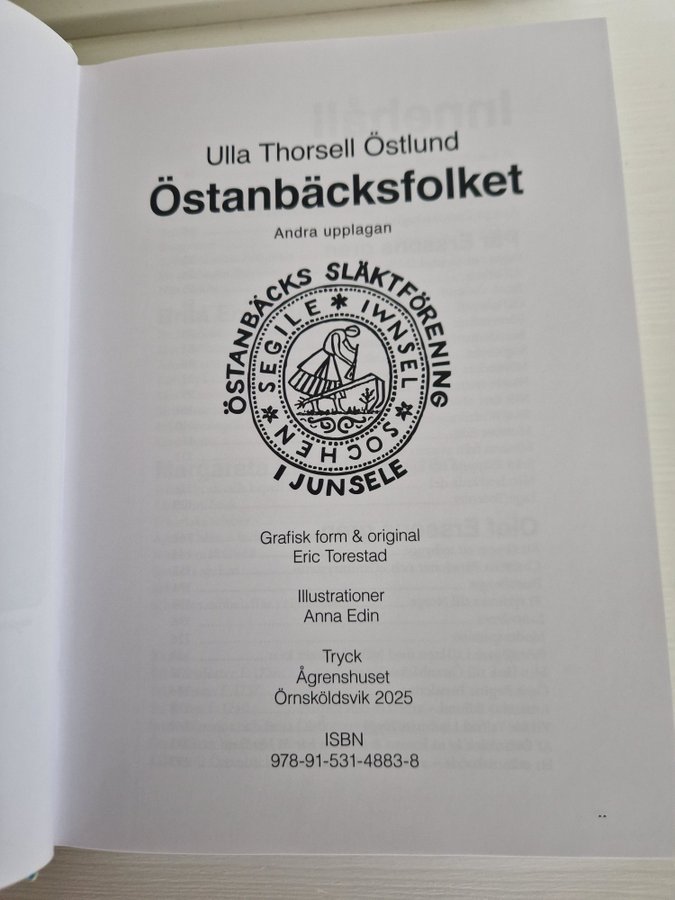 Ulla Thorsell Östlund
Östanbäcksfolket
Andra upplagan
ÖSTANBÄCKS SLÄKTFÖRENING
SEGILE * IWNSEL * SOCHEN *
I JUNSELE
Grafisk form & original
Eric Torestad
Illustrationer
Anna Edin
Tryck
Ågrenshuset
Örnsköldsvik 2025
ISBN
978-91-531-4883-8